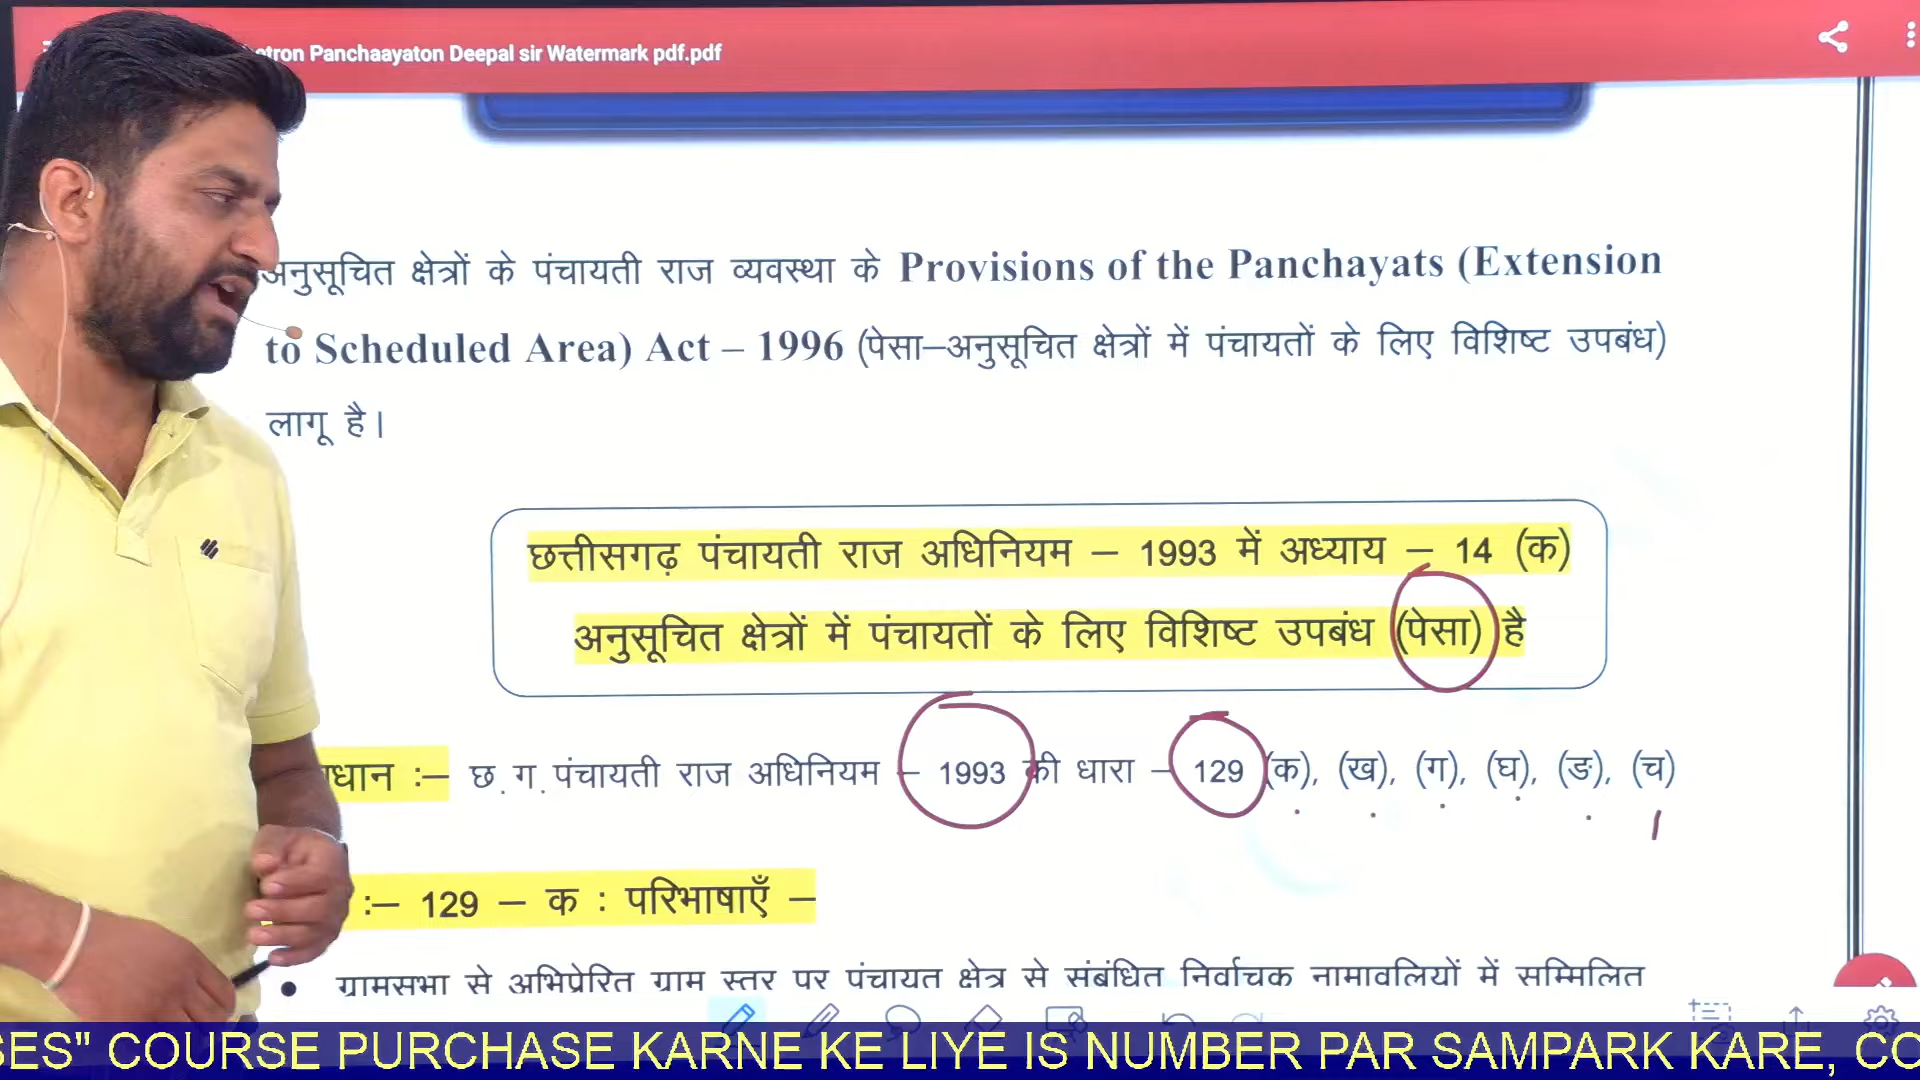 Panchaayaton Deepal sir Watermark pdf.pdf
अनुसूचित क्षेत्रों के पंचायती राज व्यवस्था के Provisions of the Panchayats (Extension
to Scheduled Area) Act – 1996 (पेसा–अनुसूचित क्षेत्रों में पंचायतों के लिए विशिष्ट उपबंध)
लागू है।
छत्तीसगढ़ पंचायती राज अधिनियम – 1993 में अध्याय – 14 (क)
अनुसूचित क्षेत्रों में पंचायतों के लिए विशिष्ट उपबंध (पेसा) है
:– छ.ग.पंचायती राज अधिनियम – 1993 की धारा – 129 (क), (ख), (ग), (घ), (ङ), (च)
:– 129 – क : परिभाषाएँ –
• ग्रामसभा से अभिप्रेरित ग्राम स्तर पर पंचायत क्षेत्र से संबंधित निर्वाचक नामावलियों में सम्मिलित
COURSE PURCHASE KARNE KE LIYE IS NUMBER PAR SAMPARK KARE,